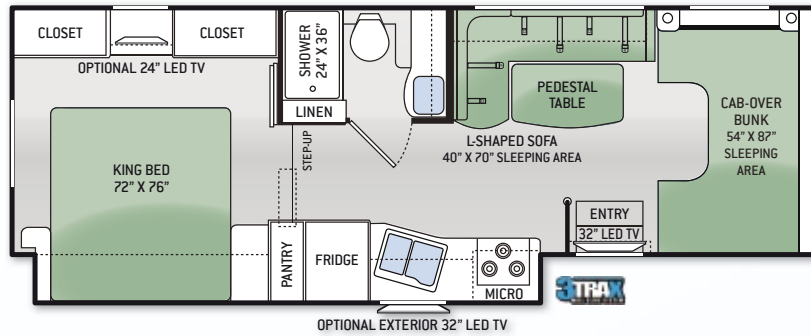 CLOSET
CLOSET
OPTIONAL 24" LED TV
SHOWER
24" X 36"
LINEN
STEP-UP
KING BED
72" X 76"
PEDESTAL
TABLE
L-SHAPED SOFA
40" X 70" SLEEPING AREA
CAB-OVER
BUNK
54" X 87"
SLEEPING
AREA
ENTRY
32" LED TV
PANTRY
FRIDGE
MICRO
3TRAX
OPTIONAL EXTERIOR 32" LED TV